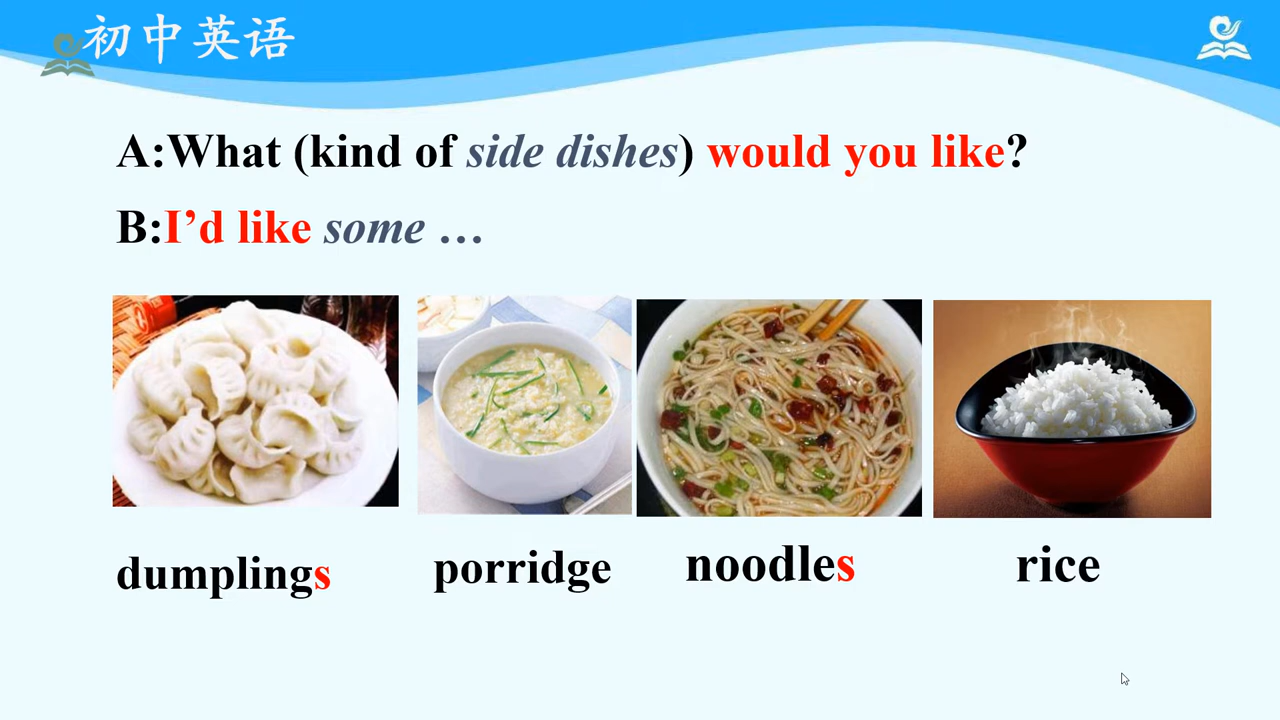 初中英语
A:What (kind of side dishes) would you like?
B:I’d like some …
dumplings
porridge
noodles
rice